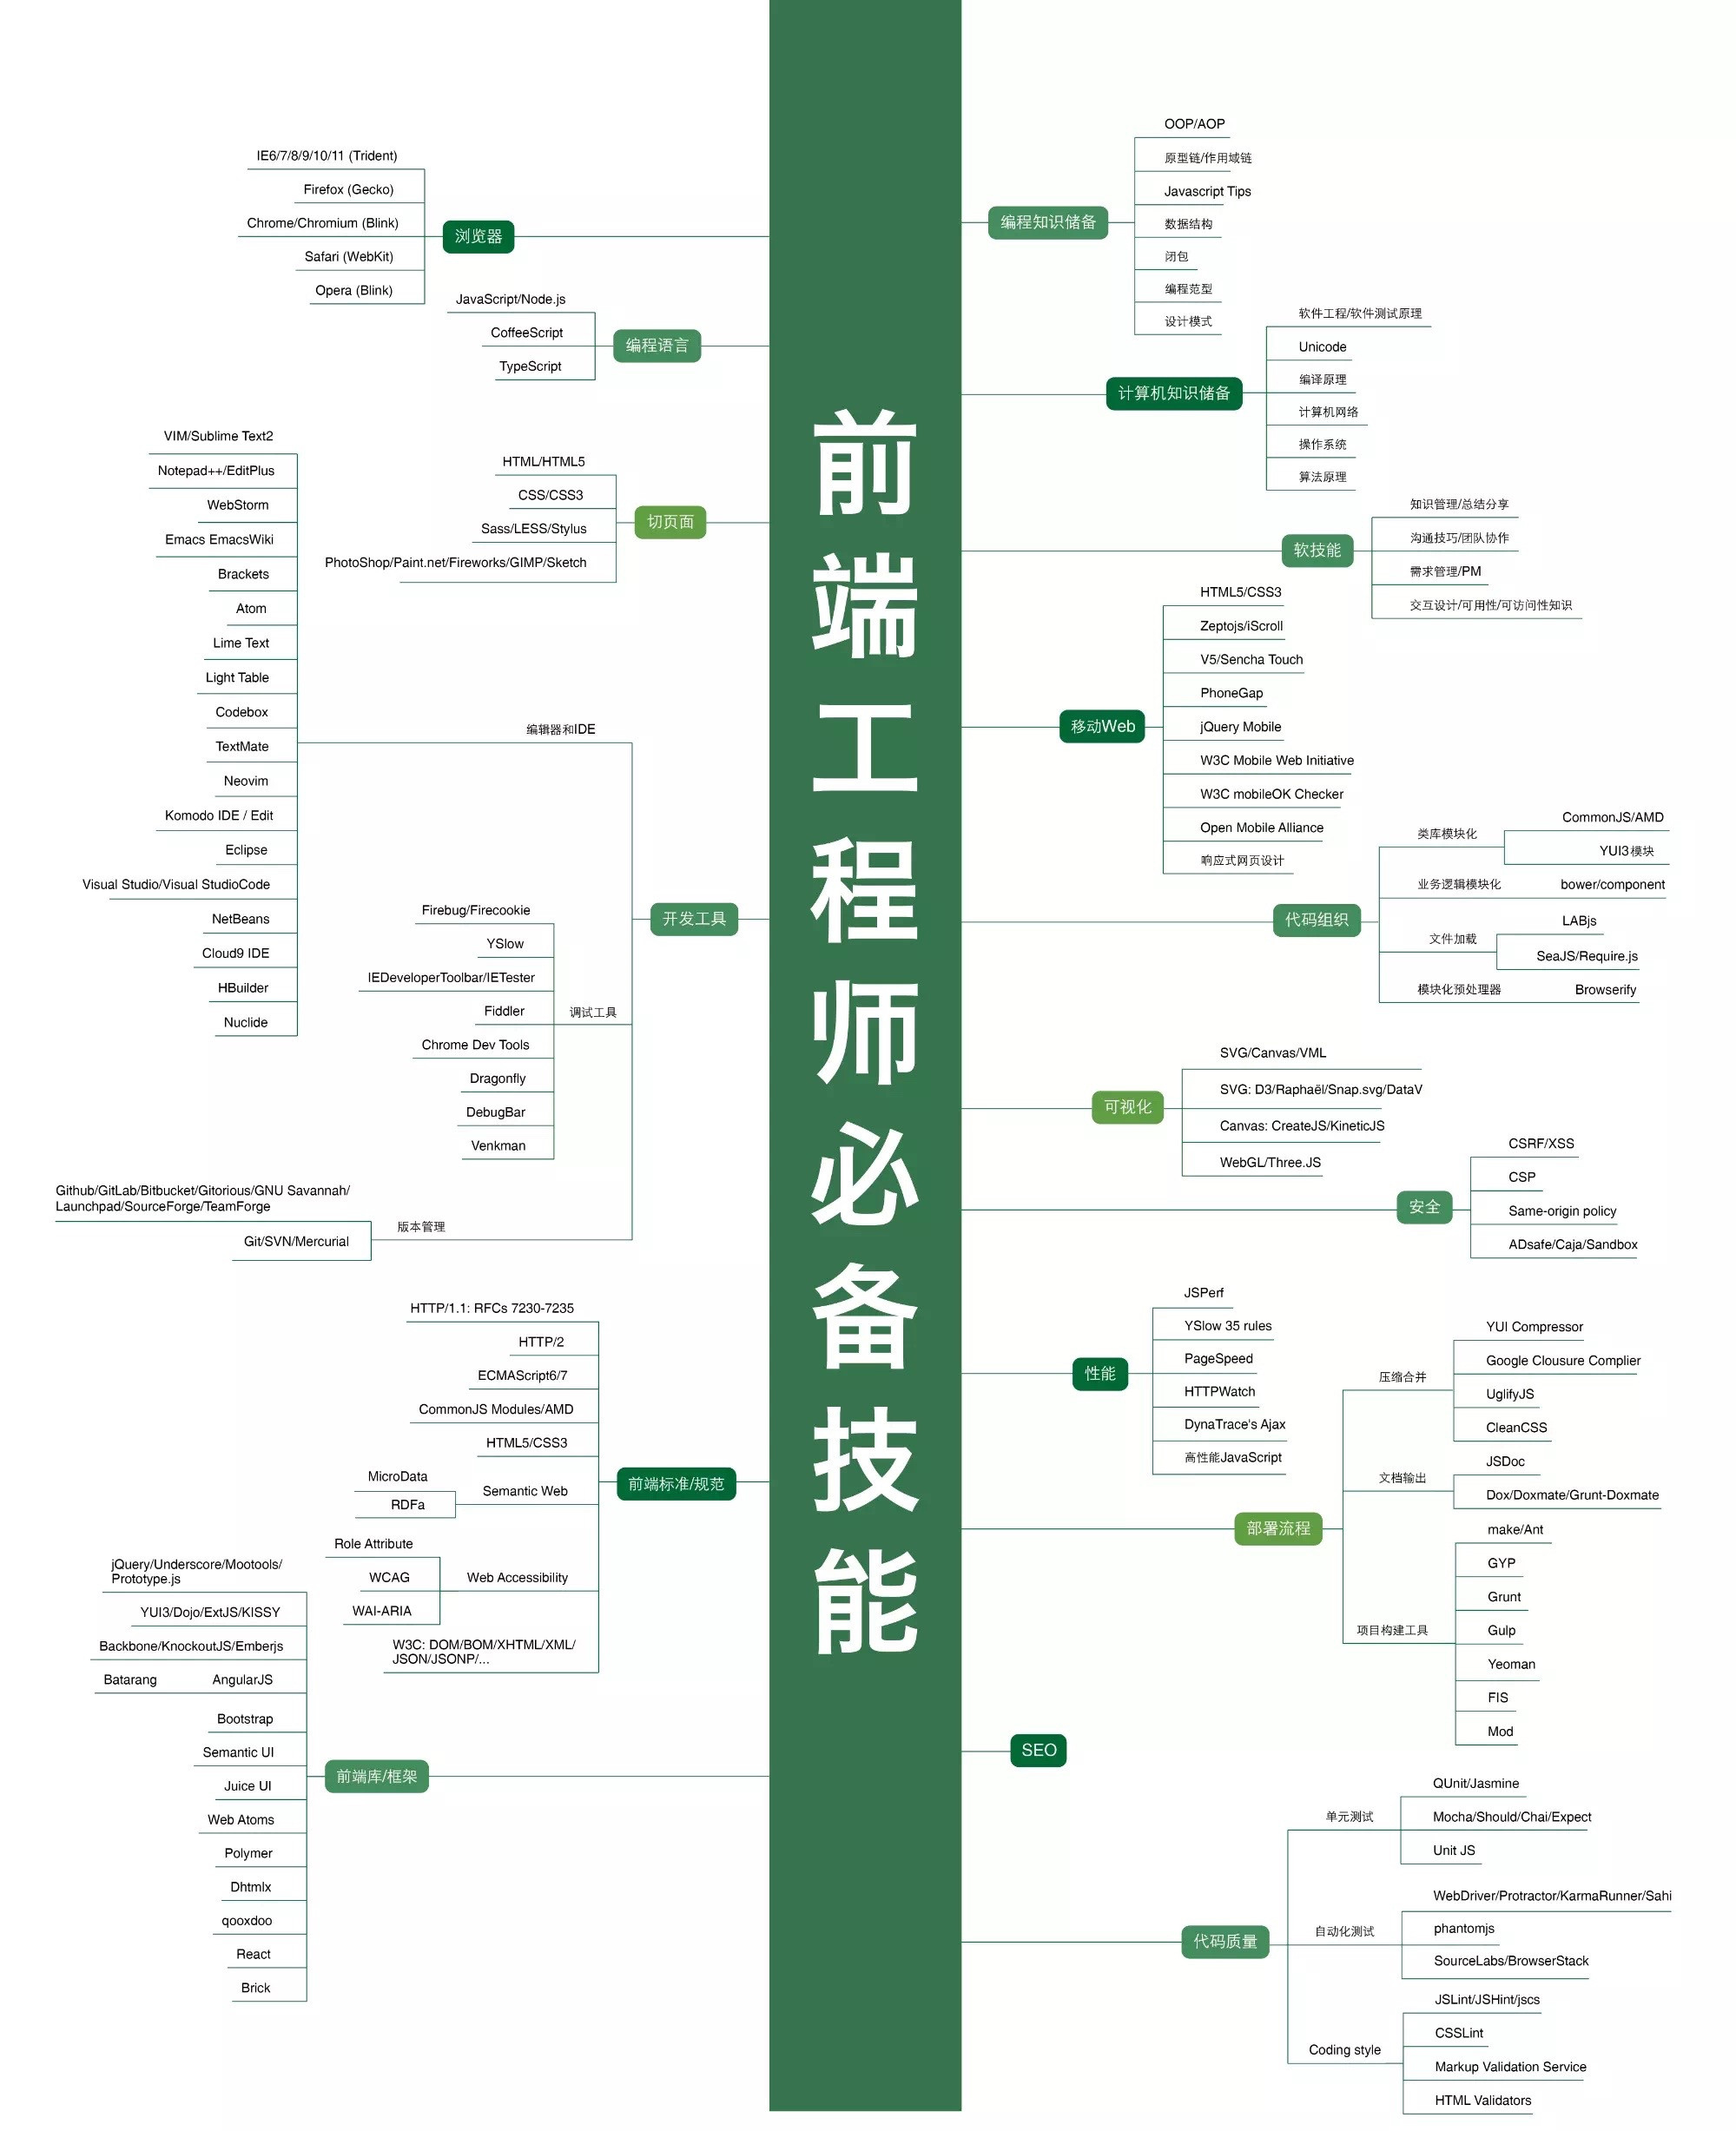 前端工程师必备技能
IE6/7/8/9/10/11 (Trident)
Firefox (Gecko)
Chrome/Chromium (Blink)
Safari (WebKit)
Opera (Blink)
浏览器
JavaScript/Node.js
CoffeeScript
TypeScript
编程语言
HTML/HTML5
CSS/CSS3
Sass/LESS/Stylus
PhotoShop/Paint.net/Fireworks/GIMP/Sketch
切页面
VIM/Sublime Text2
Notepad++/EditPlus
WebStorm
Emacs EmacsWiki
Brackets
Atom
Lime Text
Light Table
Codebox
TextMate
Neovim
Komodo IDE / Edit
Eclipse
Visual Studio/Visual StudioCode
NetBeans
Cloud9 IDE
HBuilder
Nuclide
编辑器和IDE
Firebug/Firecookie
YSlow
IEDeveloperToolbar/IETester
Fiddler
Chrome Dev Tools
Dragonfly
DebugBar
Venkman
调试工具
Github/GitLab/Bitbucket/Gitorious/GNU Savannah/
Launchpad/SourceForge/TeamForge
Git/SVN/Mercurial
版本管理
开发工具
HTTP/1.1: RFCs 7230-7235
HTTP/2
ECMAScript6/7
CommonJS Modules/AMD
HTML5/CSS3
MicroData
RDFa
Semantic Web
Role Attribute
WCAG
WAI-ARIA
Web Accessibility
W3C: DOM/BOM/XHTML/XML/
JSON/JSONP/...
前端标准/规范
jQuery/Underscore/Mootools/
Prototype.js
YUI3/Dojo/ExtJS/KISSY
Backbone/KnockoutJS/Emberjs
Batarang
AngularJS
Bootstrap
Semantic UI
Juice UI
Web Atoms
Polymer
Dhtmlx
qooxdoo
React
Brick
前端库/框架
编程知识储备
OOP/AOP
原型链/作用域链
Javascript Tips
数据结构
闭包
编程范型
设计模式
计算机知识储备
软件工程/软件测试原理
Unicode
编译原理
计算机网络
操作系统
算法原理
软技能
知识管理/总结分享
沟通技巧/团队协作
需求管理/PM
交互设计/可用性/可访问性知识
移动Web
HTML5/CSS3
Zeptojs/iScroll
V5/Sencha Touch
PhoneGap
jQuery Mobile
W3C Mobile Web Initiative
W3C mobileOK Checker
Open Mobile Alliance
响应式网页设计
代码组织
类库模块化
CommonJS/AMD
YUI3模块
业务逻辑模块化
bower/component
文件加载
LABjs
SeaJS/Require.js
模块化预处理器
Browserify
可视化
SVG/Canvas/VML
SVG: D3/Raphaël/Snap.svg/DataV
Canvas: CreateJS/KineticJS
WebGL/Three.JS
安全
CSRF/XSS
CSP
Same-origin policy
ADsafe/Caja/Sandbox
性能
JSPerf
YSlow 35 rules
PageSpeed
HTTPWatch
DynaTrace's Ajax
高性能JavaScript
部署流程
压缩合并
YUI Compressor
Google Clousure Complier
UglifyJS
CleanCSS
文档输出
JSDoc
Dox/Doxmate/Grunt-Doxmate
项目构建工具
make/Ant
GYP
Grunt
Gulp
Yeoman
FIS
Mod
SEO
代码质量
单元测试
QUnit/Jasmine
Mocha/Should/Chai/Expect
Unit JS
自动化测试
WebDriver/Protractor/KarmaRunner/Sahi
phantomjs
SourceLabs/BrowserStack
Coding style
JSLint/JSHint/jscs
CSSLint
Markup Validation Service
HTML Validators